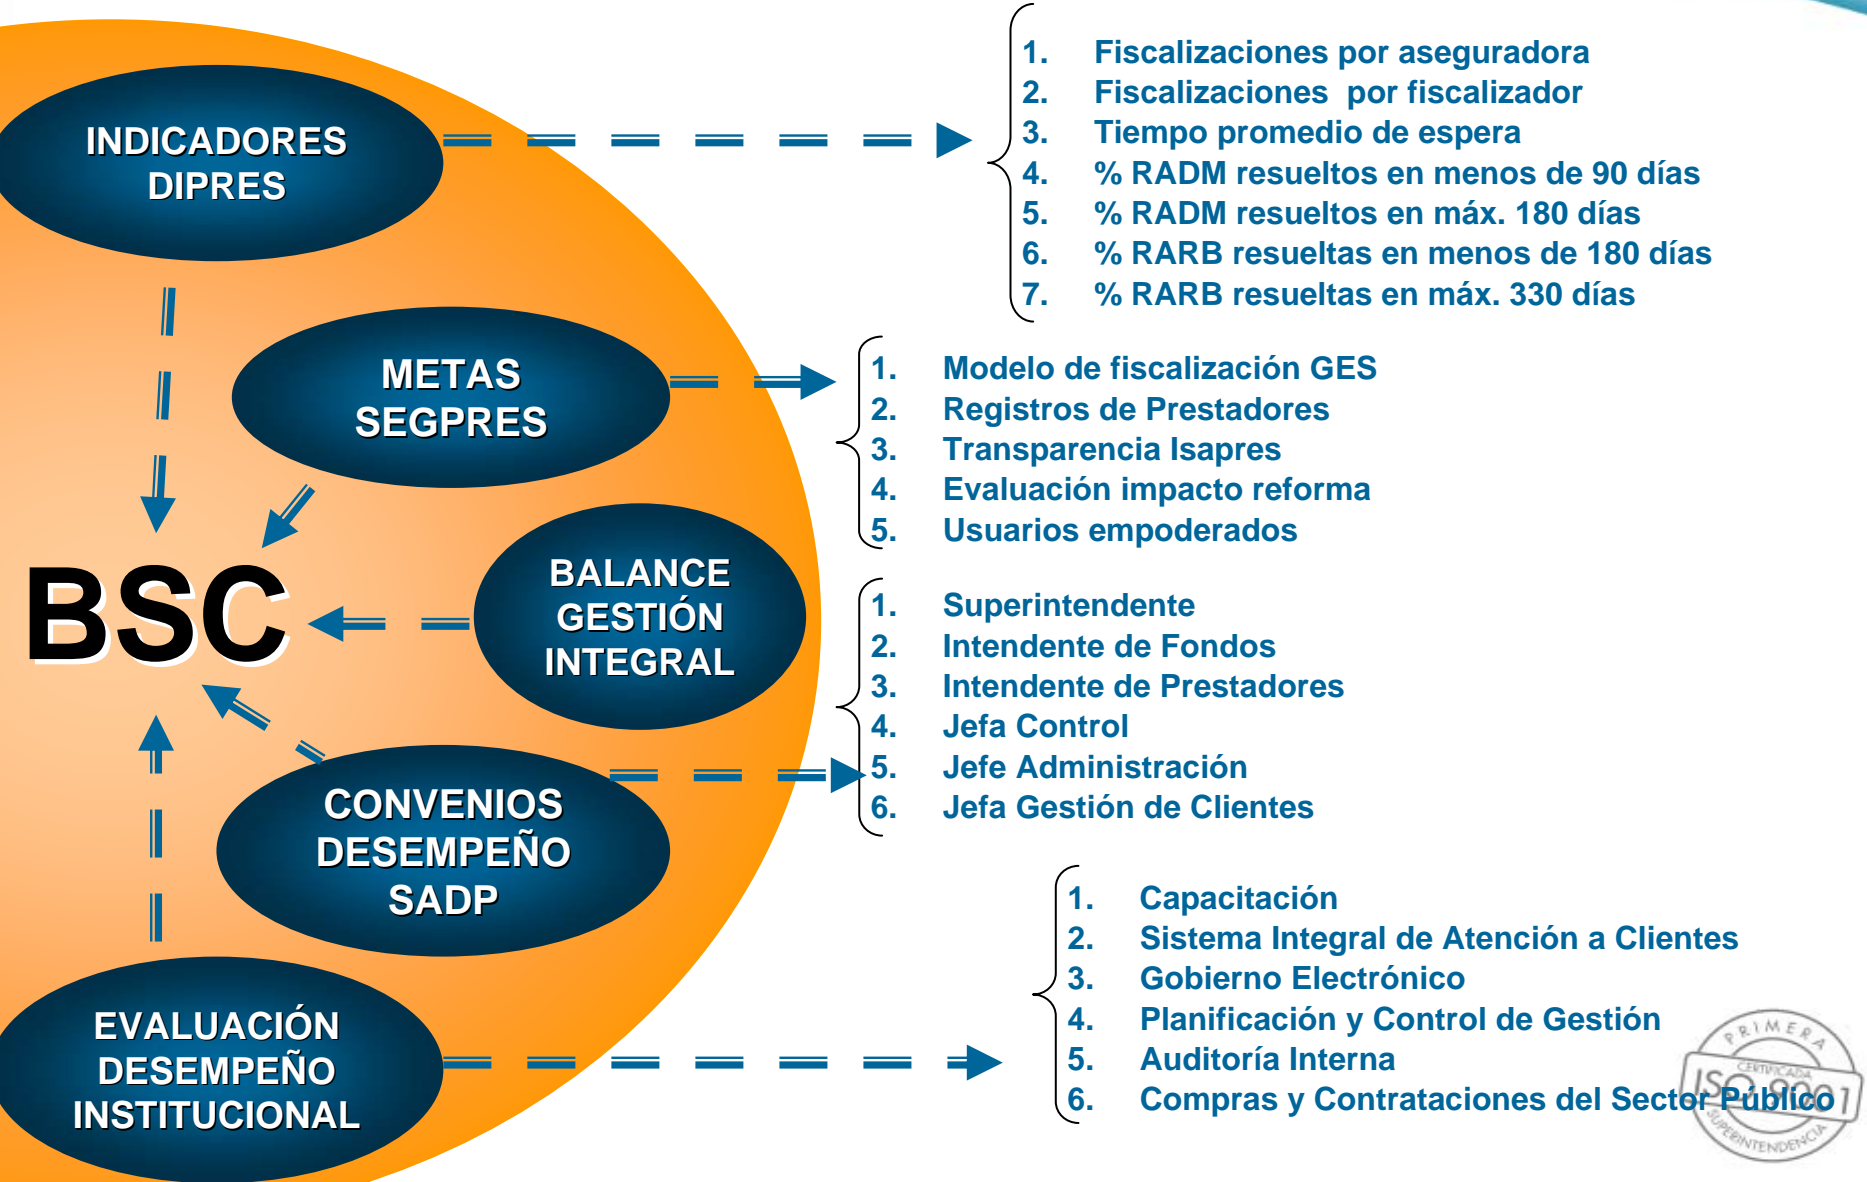 INDICADORES
DIPRES
1. Fiscalizaciones por aseguradora
2. Fiscalizaciones por fiscalizador
3. Tiempo promedio de espera
4. % RADM resueltos en menos de 90 días
5. % RADM resueltos en máx. 180 días
6. % RARB resueltas en menos de 180 días
7. % RARB resueltas en máx. 330 días
METAS
SEGPRES
1. Modelo de fiscalización GES
2. Registros de Prestadores
3. Transparencia Isapres
4. Evaluación impacto reforma
5. Usuarios empoderados
BSC
BALANCE
GESTIÓN
INTEGRAL
CONVENIOS
DESEMPEÑO
SADP
1. Superintendente
2. Intendente de Fondos
3. Intendente de Prestadores
4. Jefa Control
5. Jefe Administración
6. Jefa Gestión de Clientes
EVALUACIÓN
DESEMPEÑO
INSTITUCIONAL
1. Capacitación
2. Sistema Integral de Atención a Clientes
3. Gobierno Electrónico
4. Planificación y Control de Gestión
5. Auditoría Interna
6. Compras y Contrataciones del Sector Público
PRIMERA
CERTIFICADA
ISO 9001
SUPERINTENDENCIA